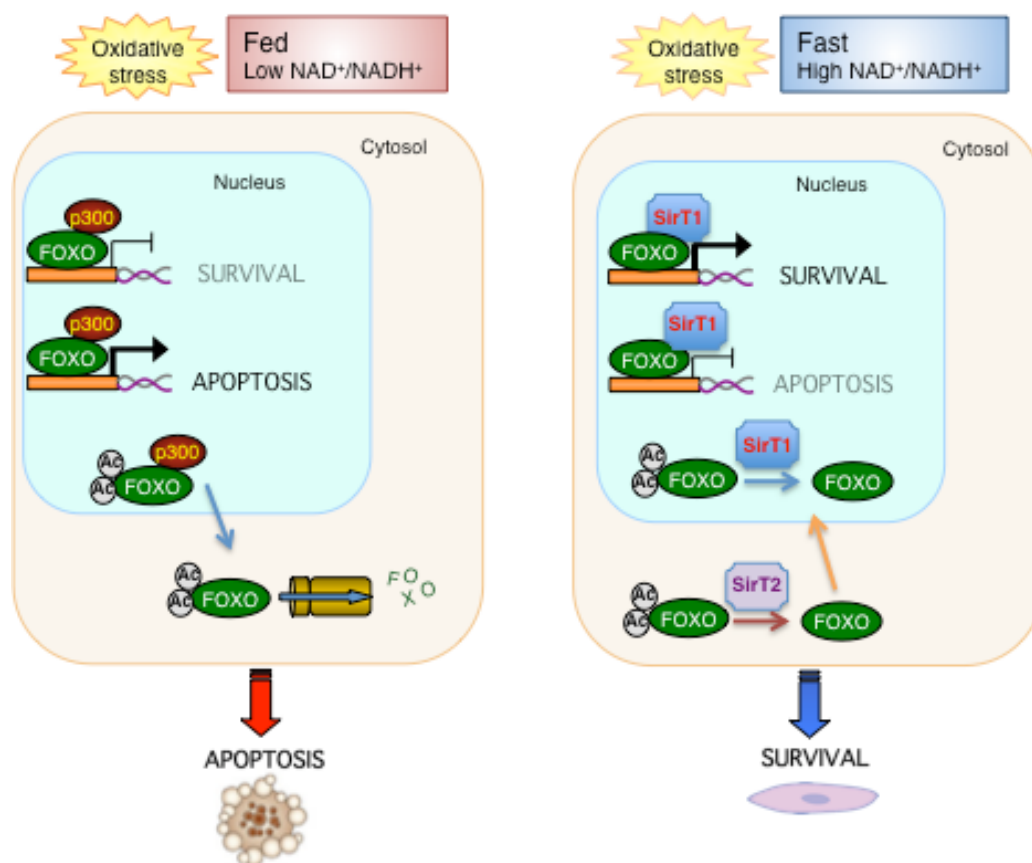 Oxidative
stress
Fed
Low NAD⁺/NADH⁺
Cytosol
Nucleus
p300
FOXO
SURVIVAL
p300
FOXO
APOPTOSIS
p300
Ac
Ac
FOXO
Ac
Ac
FOXO
F O
X O
APOPTOSIS
Oxidative
stress
Fast
High NAD⁺/NADH⁺
Cytosol
Nucleus
SirT1
FOXO
SURVIVAL
SirT1
FOXO
APOPTOSIS
Ac
Ac
FOXO
SirT1
FOXO
Ac
Ac
FOXO
SirT2
FOXO
SURVIVAL